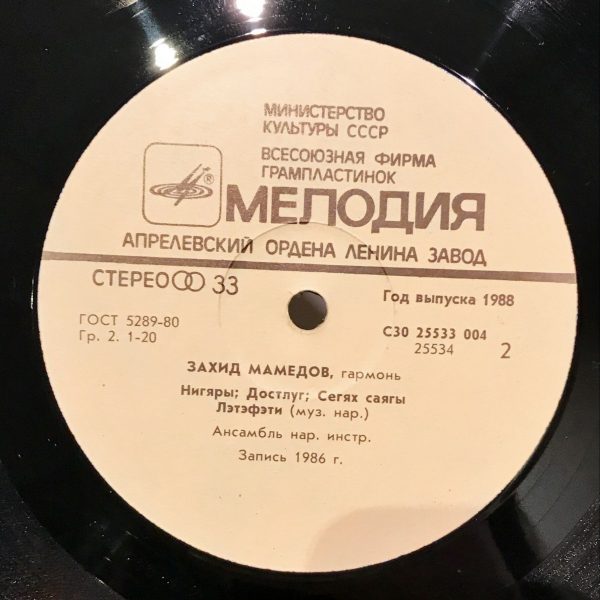 МИНИСТЕРСТВО
КУЛЬТУРЫ СССР
ВСЕСОЮЗНАЯ ФИРМА
ГРАМПЛАСТИНОК
®
МЕЛОДИЯ
АПРЕЛЕВСКИЙ ОРДЕНА ЛЕНИНА ЗАВОД
СТЕРЕО 33
Год выпуска 1988
ГОСТ 5289-80
Гр. 2. 1-20
С30 25533 004
25534 2
ЗАХИД МАМЕДОВ, гармонь
Нигяры; Достлуг; Сегях саягы
Лэтэфэти (муз. нар.)
Ансамбль нар. инстр.
Запись 1986 г.